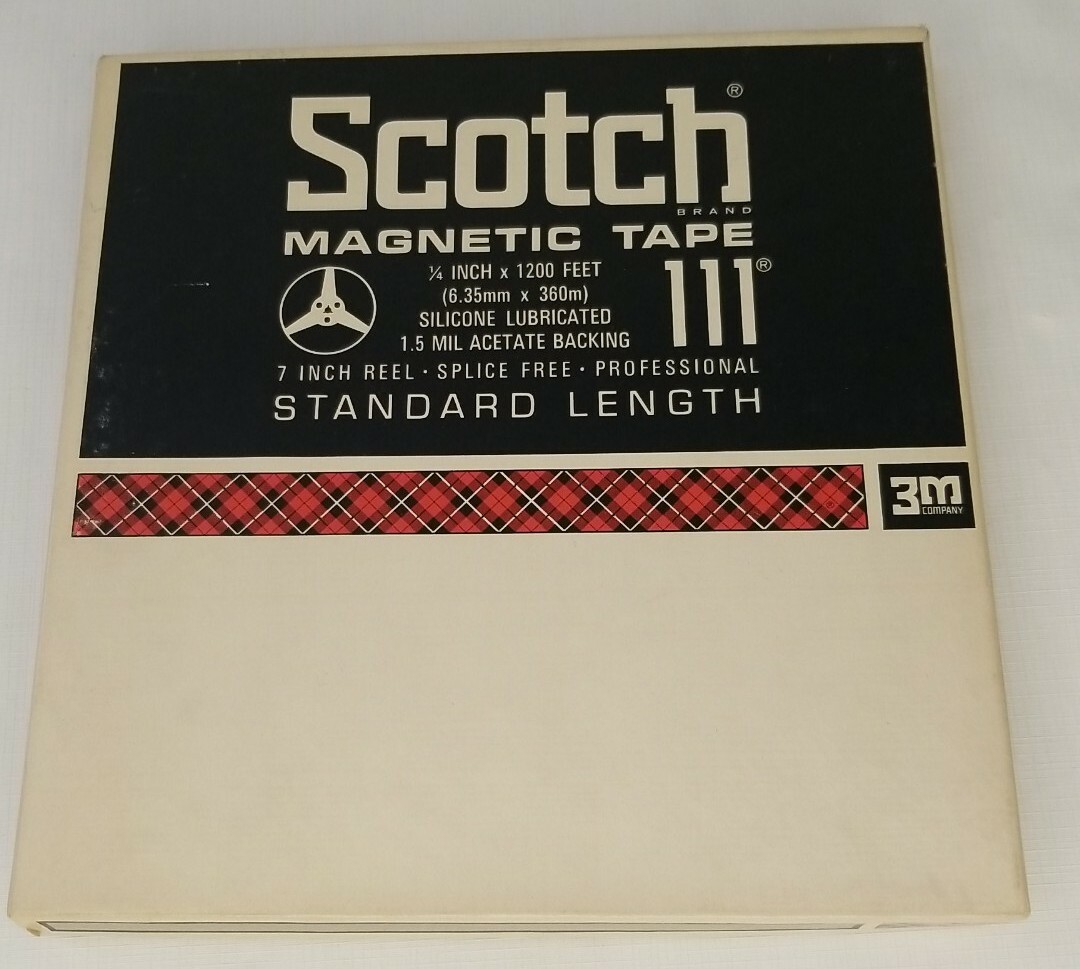 Scotch®
BRAND
MAGNETIC TAPE
¼ INCH x 1200 FEET
(6.35mm x 360m)
SILICONE LUBRICATED
1.5 MIL ACETATE BACKING
111®
7 INCH REEL · SPLICE FREE · PROFESSIONAL
STANDARD LENGTH
3M
COMPANY